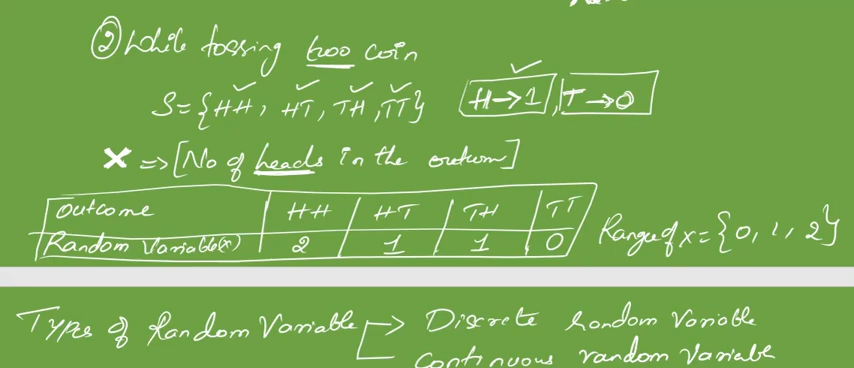 ② While tossing two coin
S={HH, HT, TH, TT} H→1, T→0
X => [No of heads in the outcom]
Outcome HH HT TH TT
Random Variable(x) 2 1 1 0 Range of x = {0, 1, 2}
Types of Random Variable → Discrete random Variable
Continuous random Variable